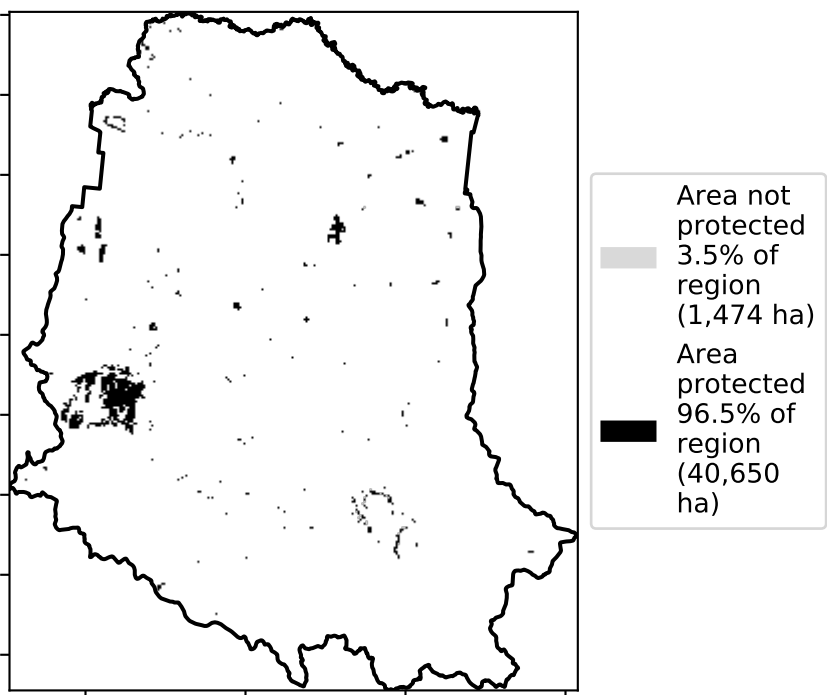 Area not
protected
3.5% of
region
(1,474 ha)
Area
protected
96.5% of
region
(40,650
ha)